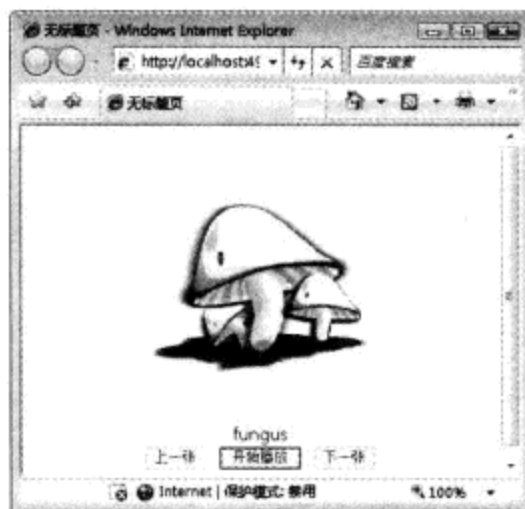 无标题页 - Windows Internet Explorer
http://localhost:49
百度搜索
无标题页
fungus
上一张 开始播放 下一张
Internet | 保护模式: 禁用 100%